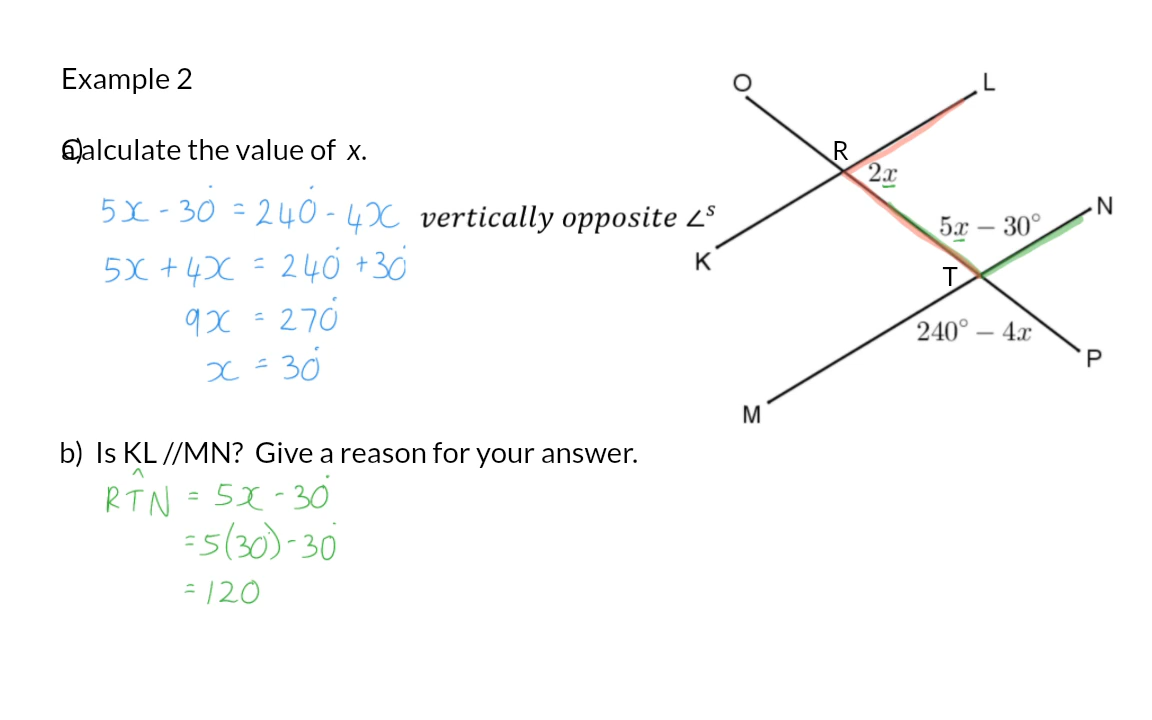 Example 2
a) Calculate the value of x.
5x - 30° = 240° - 4x vertically opposite ∠ˢ
5x + 4x = 240° + 30°
9x = 270°
x = 30°
b) Is KL //MN? Give a reason for your answer.
RT̂N = 5x - 30°
= 5(30°) - 30°
= 120°
O
L
R
2x
N
5x – 30°
K
T
240° – 4x
P
M